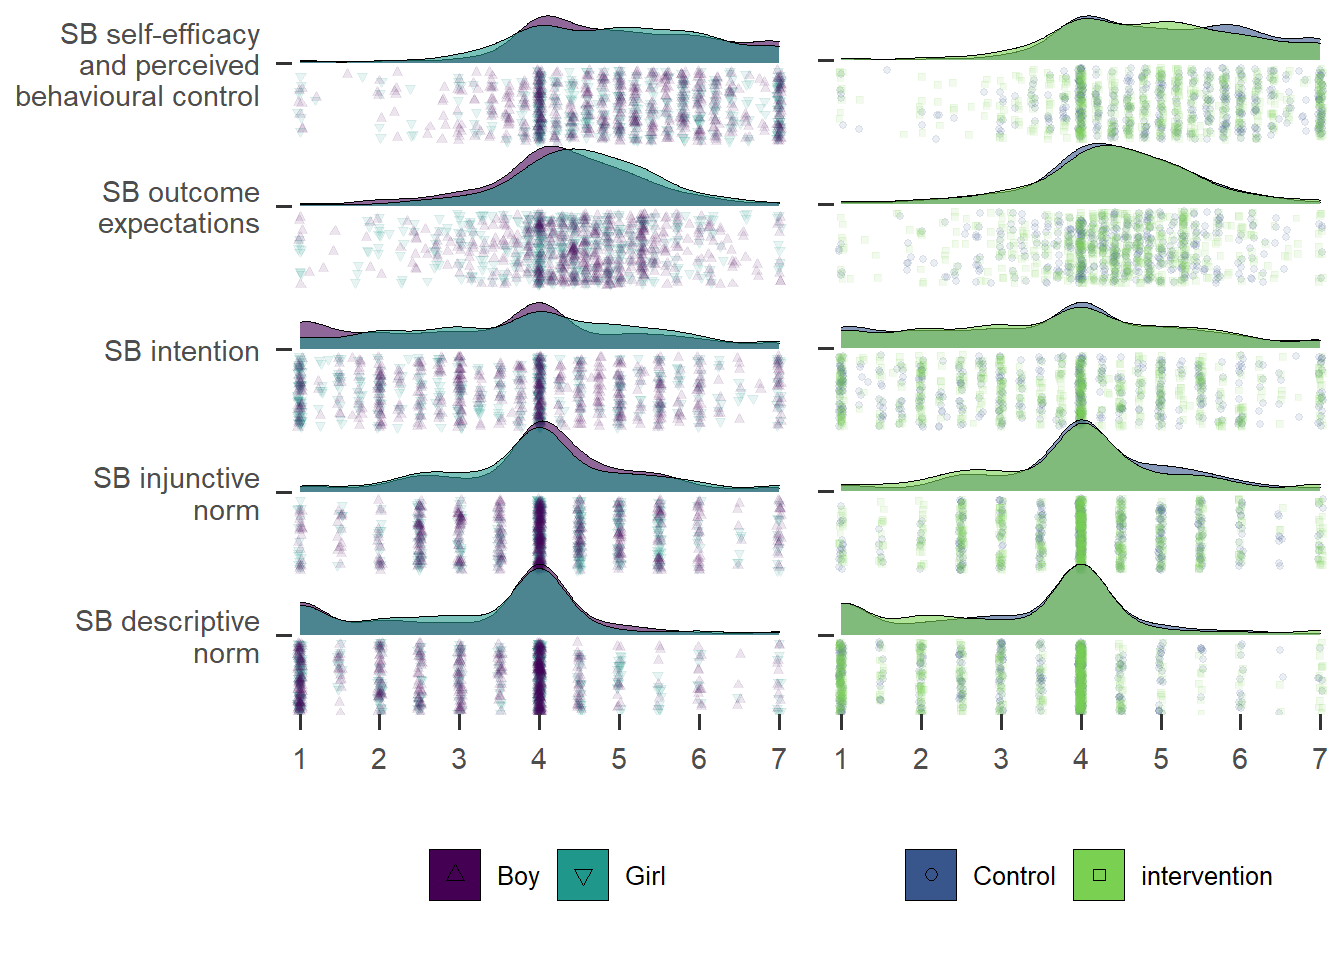 SB self-efficacy
and perceived
behavioural control
SB outcome
expectations
SB intention
SB injunctive
norm
SB descriptive
norm
1 2 3 4 5 6 7
1 2 3 4 5 6 7
Boy Girl
Control intervention